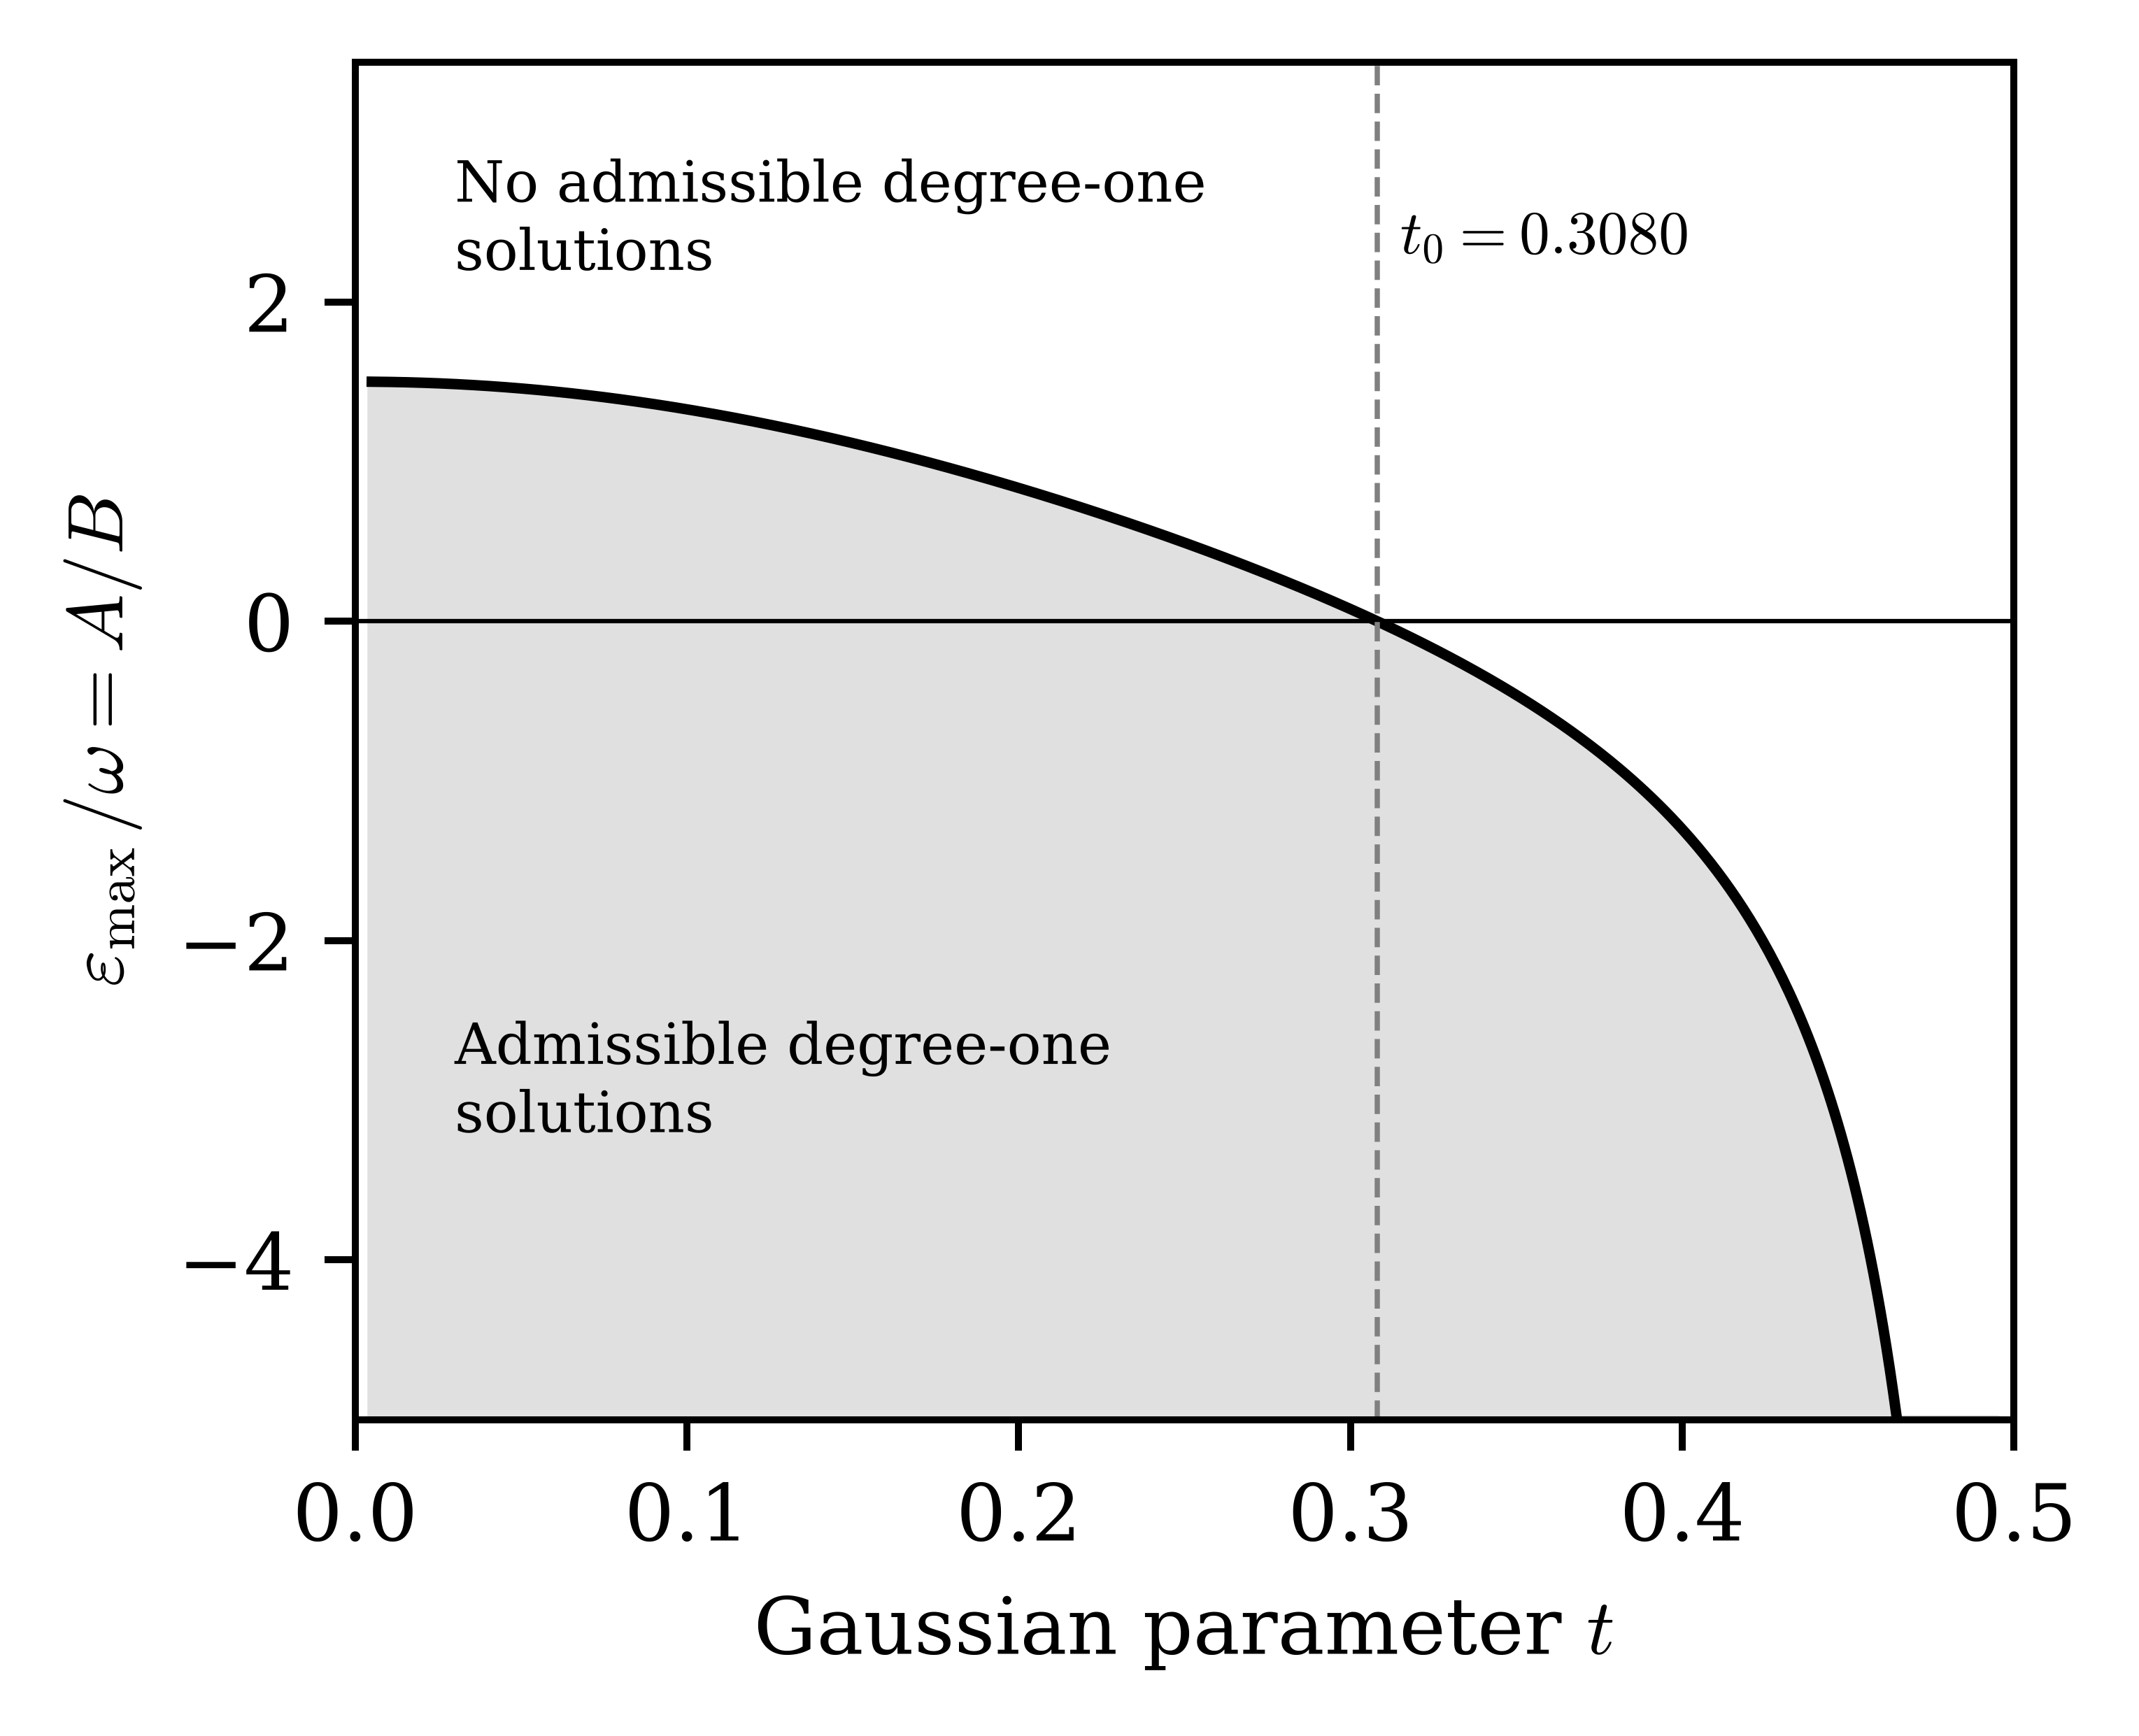 No admissible degree-one
solutions
t₀ = 0.3080
2
0
−2
−4
ε_max/ω = A/B
Admissible degree-one
solutions
0.0 0.1 0.2 0.3 0.4 0.5
Gaussian parameter t